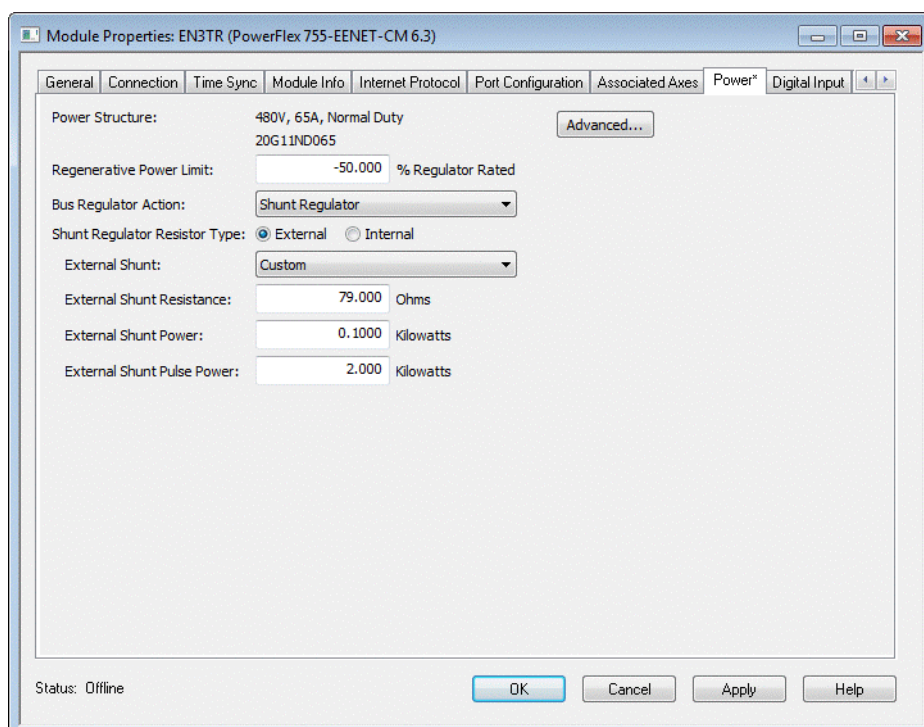 Module Properties: EN3TR (PowerFlex 755-EENET-CM 6.3)
General Connection Time Sync Module Info Internet Protocol Port Configuration Associated Axes Power* Digital Input
Power Structure: 480V, 65A, Normal Duty Advanced...
20G11ND065
Regenerative Power Limit: -50.000 % Regulator Rated
Bus Regulator Action: Shunt Regulator
Shunt Regulator Resistor Type: External Internal
External Shunt: Custom
External Shunt Resistance: 79.000 Ohms
External Shunt Power: 0.1000 Kilowatts
External Shunt Pulse Power: 2.000 Kilowatts
Status: Offline OK Cancel Apply Help